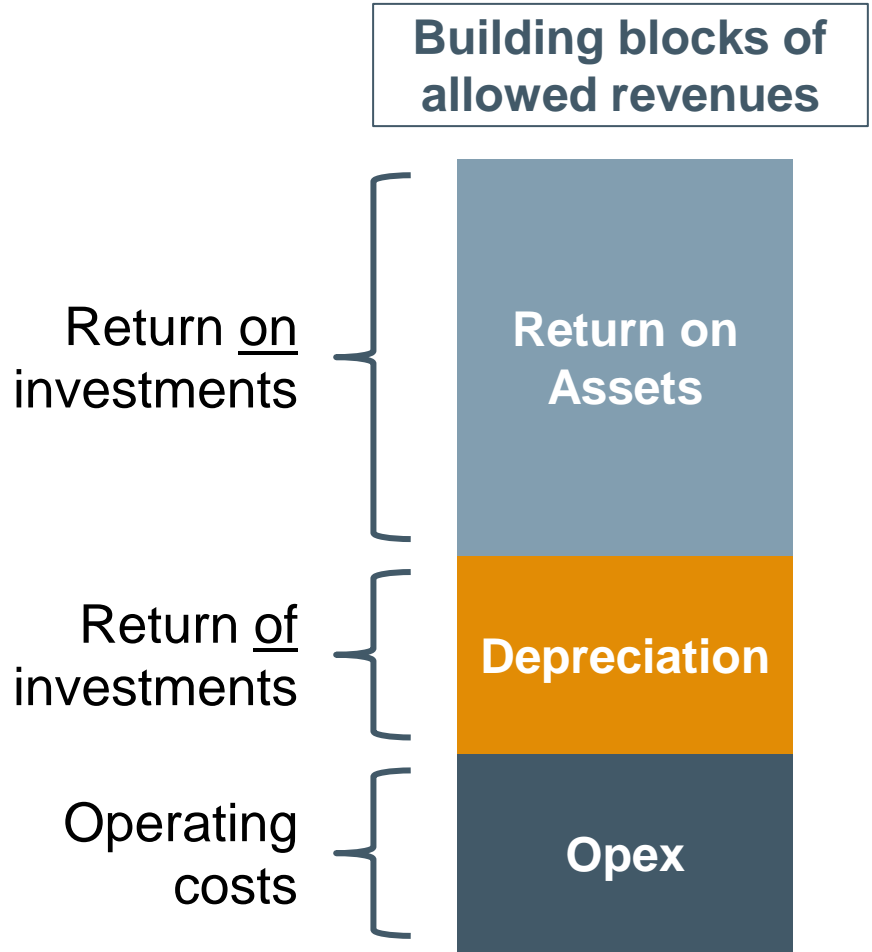 Building blocks of
allowed revenues
Return on
investments
Return on
Assets
Return of
investments
Depreciation
Operating
costs
Opex